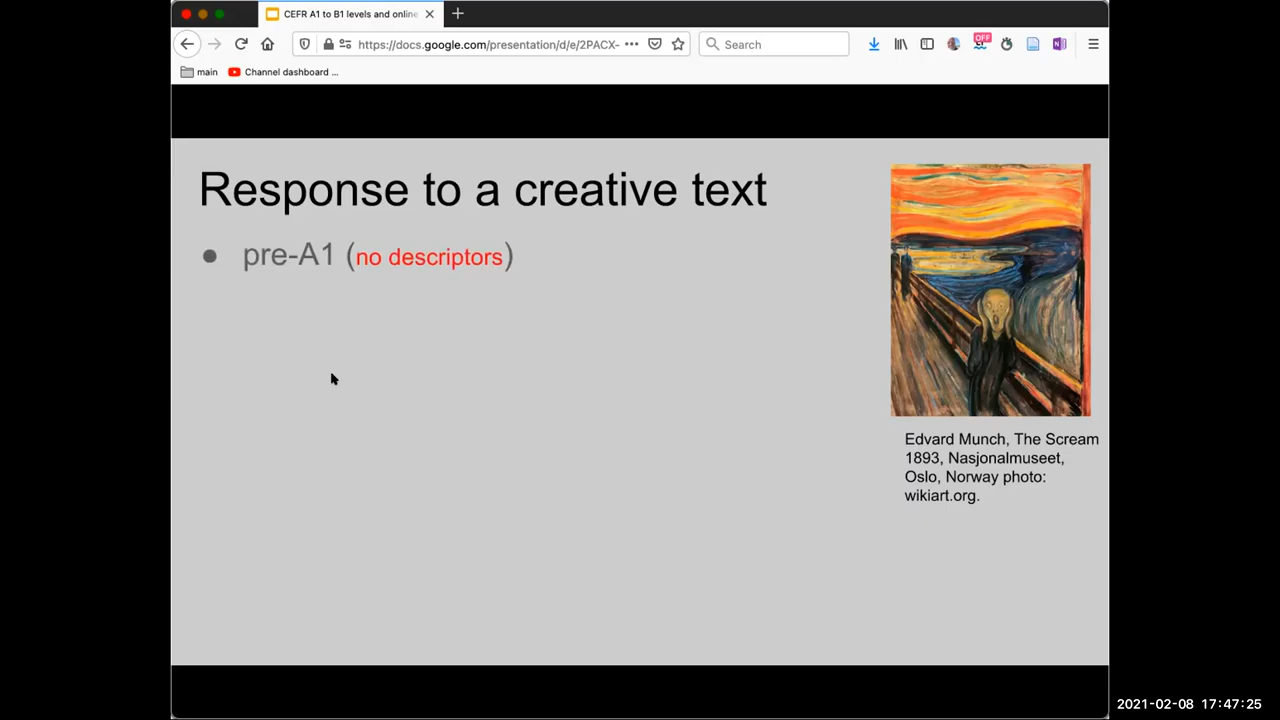 CEFR A1 to B1 levels and online
https://docs.google.com/presentation/d/e/2PACX-
Search
OFF
main
Channel dashboard ...
Response to a creative text
● pre-A1 (no descriptors)
Edvard Munch, The Scream
1893, Nasjonalmuseet,
Oslo, Norway photo:
wikiart.org.
2021-02-08 17:47:25